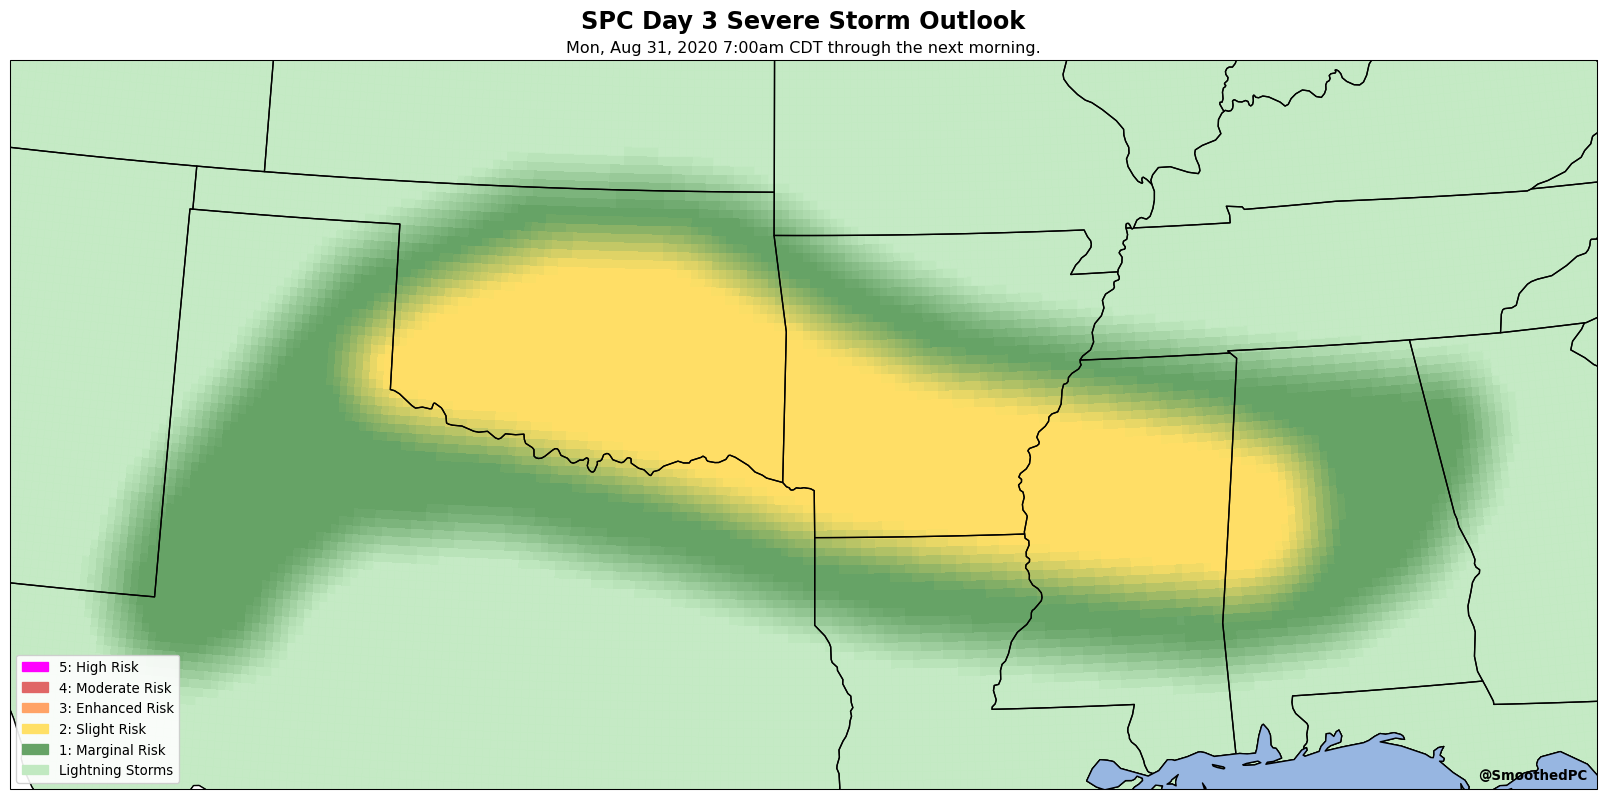 SPC Day 3 Severe Storm Outlook
Mon, Aug 31, 2020 7:00am CDT through the next morning.
5: High Risk
4: Moderate Risk
3: Enhanced Risk
2: Slight Risk
1: Marginal Risk
Lightning Storms
@SmoothedPC